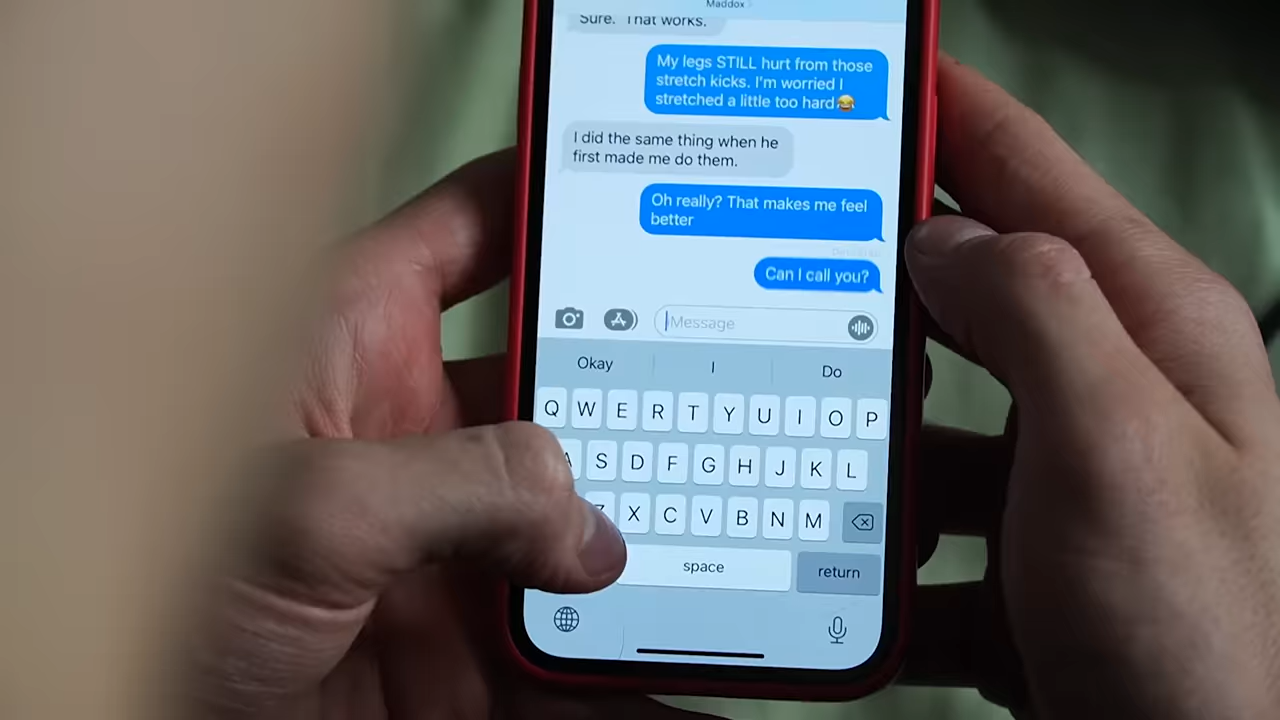 Maddox
Sure. That works.
My legs STILL hurt from those
stretch kicks. I'm worried I
stretched a little too hard😂
I did the same thing when he
first made me do them.
Oh really? That makes me feel
better
Can I call you?
iMessage
Okay I Do
Q W E R T Y U I O P
A S D F G H J K L
Z X C V B N M
space return